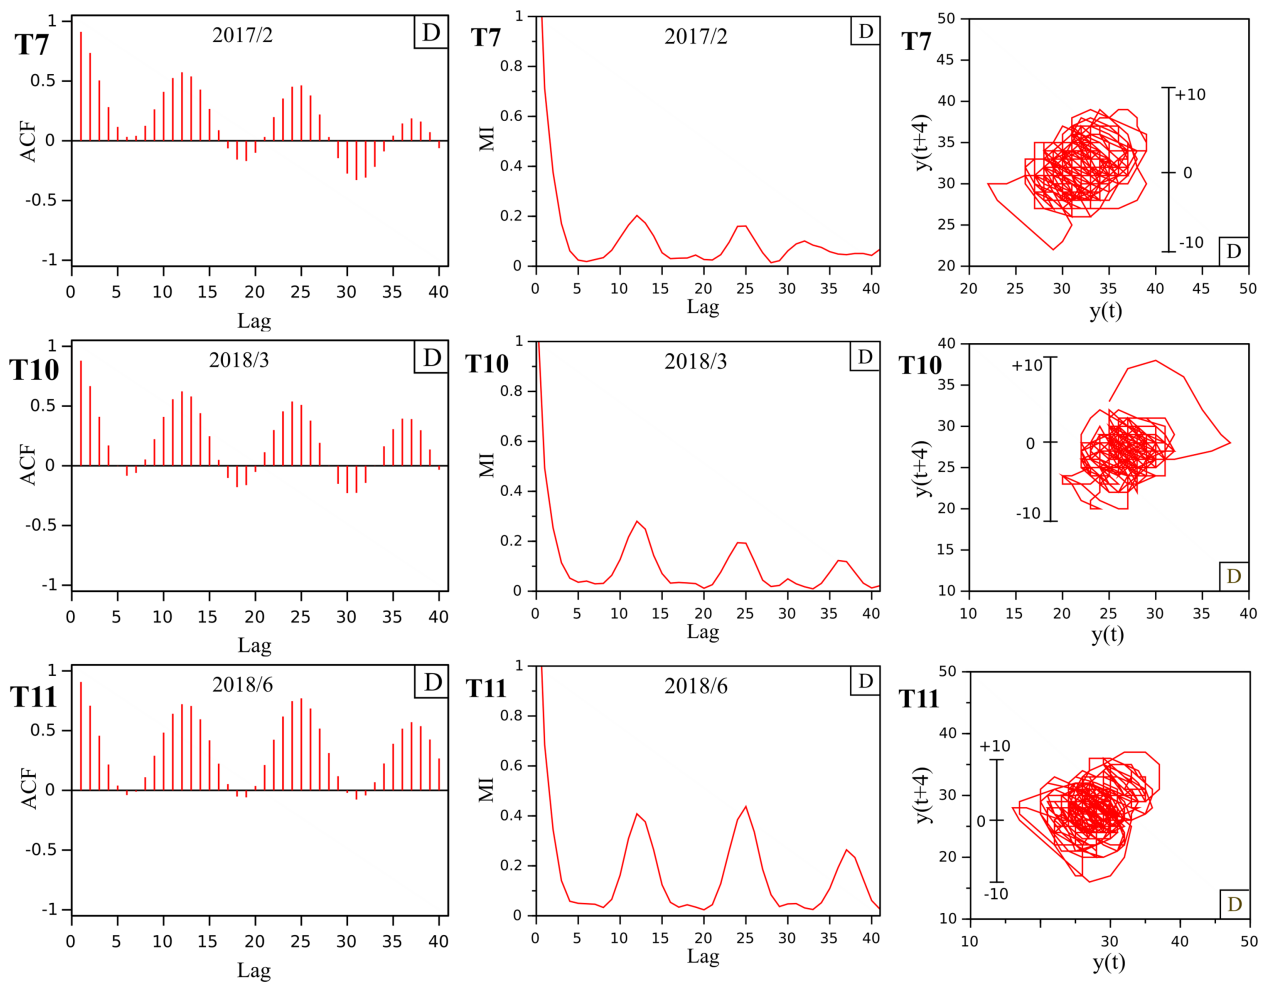 T7
2017/2
D
ACF
1
0.5
0
-0.5
-1
0 5 10 15 20 25 30 35 40
Lag
T7
2017/2
D
MI
1
0.8
0.6
0.4
0.2
0
0 5 10 15 20 25 30 35 40
Lag
T7
y(t+4)
50
45
40
35
30
25
20
+10
0
-10
D
20 25 30 35 40 45 50
y(t)
T10
2018/3
D
ACF
1
0.5
0
-0.5
-1
0 5 10 15 20 25 30 35 40
Lag
T10
2018/3
D
MI
1
0.8
0.6
0.4
0.2
0
0 5 10 15 20 25 30 35 40
Lag
T10
y(t+4)
40
35
30
25
20
15
10
+10
0
-10
D
10 15 20 25 30 35 40
y(t)
T11
2018/6
D
ACF
1
0.5
0
-0.5
-1
0 5 10 15 20 25 30 35 40
Lag
T11
2018/6
D
MI
1
0.8
0.6
0.4
0.2
0
0 5 10 15 20 25 30 35 40
Lag
T11
y(t+4)
50
40
30
20
10
+10
0
-10
D
10 30 40 50
y(t)